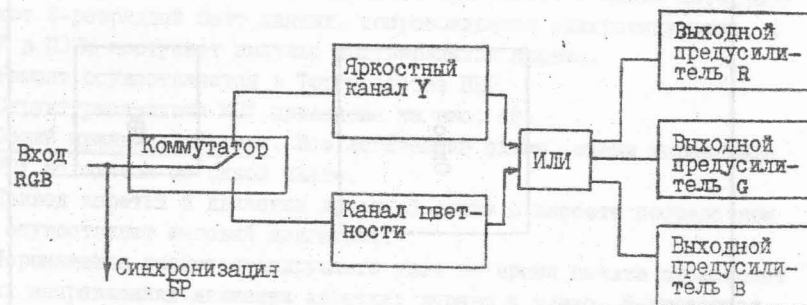 Вход
RGB
Коммутатор
Синхронизация
БР
Яркостный
канал Y
Канал цвет-
ности
ИЛИ
Выходной
предусили-
тель R
Выходной
предусили-
тель G
Выходной
предусили-
тель B